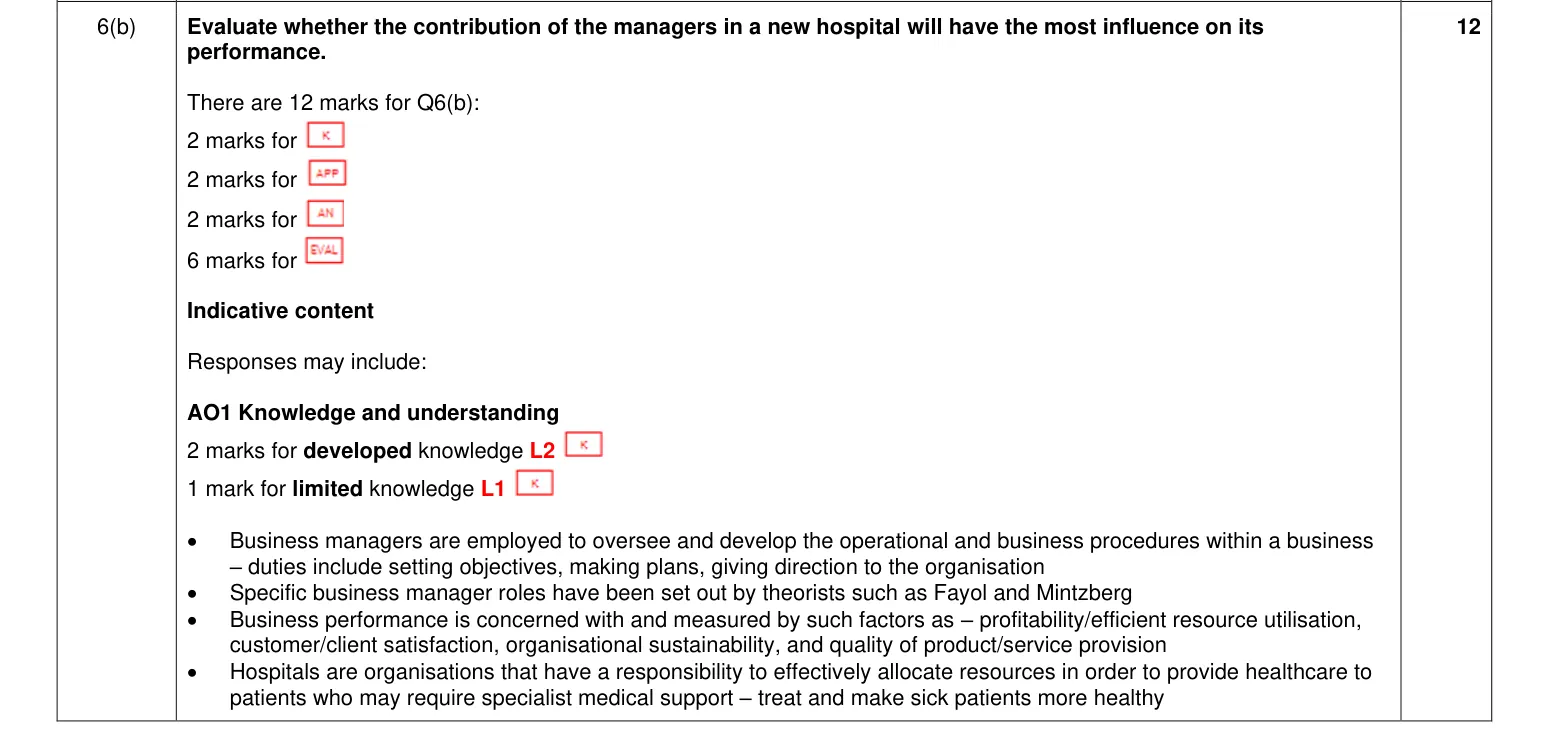 6(b) Evaluate whether the contribution of the managers in a new hospital will have the most influence on its 12
performance.
There are 12 marks for Q6(b):
2 marks for K
2 marks for APP
2 marks for AN
6 marks for EVAL
Indicative content
Responses may include:
AO1 Knowledge and understanding
2 marks for developed knowledge L2 K
1 mark for limited knowledge L1 K
• Business managers are employed to oversee and develop the operational and business procedures within a business
– duties include setting objectives, making plans, giving direction to the organisation
• Specific business manager roles have been set out by theorists such as Fayol and Mintzberg
• Business performance is concerned with and measured by such factors as – profitability/efficient resource utilisation,
customer/client satisfaction, organisational sustainability, and quality of product/service provision
• Hospitals are organisations that have a responsibility to effectively allocate resources in order to provide healthcare to
patients who may require specialist medical support – treat and make sick patients more healthy